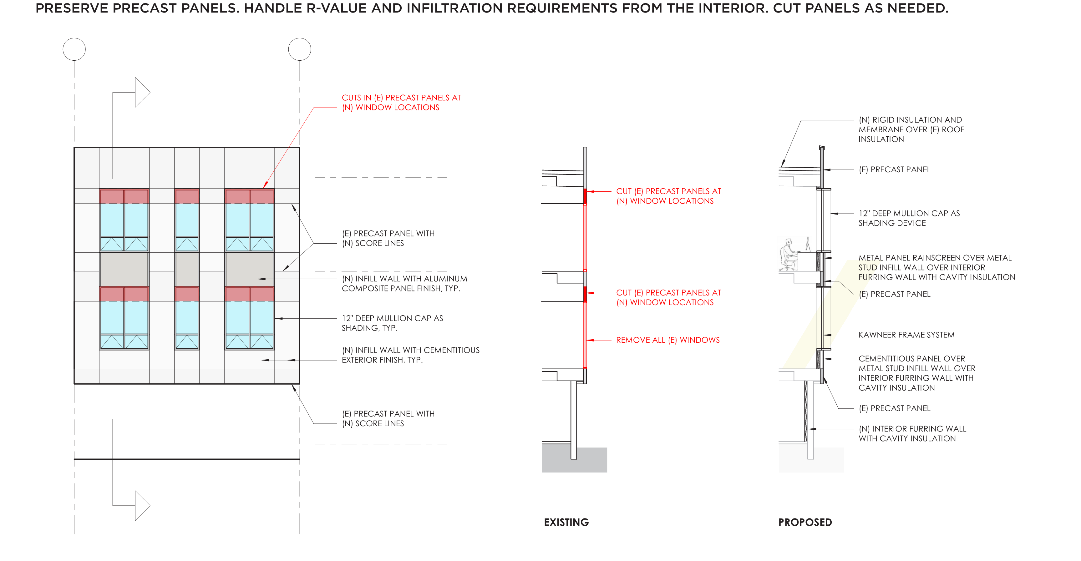 PRESERVE PRECAST PANELS. HANDLE R-VALUE AND INFILTRATION REQUIREMENTS FROM THE INTERIOR. CUT PANELS AS NEEDED.
CUTS IN (E) PRECAST PANELS AT
(N) WINDOW LOCATIONS
(E) PRECAST PANEL WITH
(N) SCORE LINES
(N) INFILL WALL WITH ALUMINUM
COMPOSITE PANEL FINISH, TYP.
12" DEEP MULLION CAP AS
SHADING, TYP.
(N) INFILL WALL WITH CEMENTITIOUS
EXTERIOR FINISH, TYP.
(E) PRECAST PANEL WITH
(N) SCORE LINES
CUT (E) PRECAST PANELS AT
(N) WINDOW LOCATIONS
CUT (E) PRECAST PANELS AT
(N) WINDOW LOCATIONS
REMOVE ALL (E) WINDOWS
EXISTING
(N) RIGID INSULATION AND
MEMBRANE OVER (E) ROOF
INSULATION
(E) PRECAST PANEL
12" DEEP MULLION CAP AS
SHADING DEVICE
METAL PANEL RAINSCREEN OVER METAL
STUD INFILL WALL OVER INTERIOR
FURRING WALL WITH CAVITY INSULATION
(E) PRECAST PANEL
KAWNEER FRAME SYSTEM
CEMENTITIOUS PANEL OVER
METAL STUD INFILL WALL OVER
INTERIOR FURRING WALL WITH
CAVITY INSULATION
(E) PRECAST PANEL
(N) INTERIOR FURRING WALL
WITH CAVITY INSULATION
PROPOSED